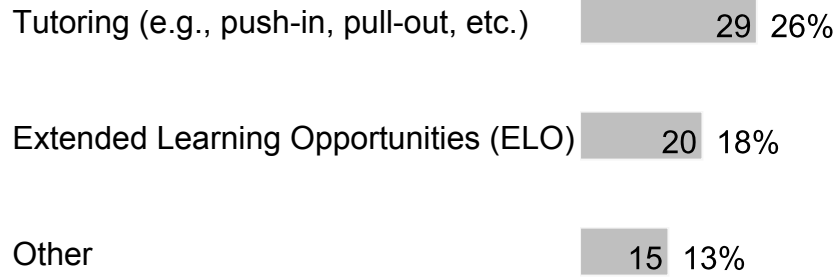 Tutoring (e.g., push-in, pull-out, etc.) 29 26%
Extended Learning Opportunities (ELO) 20 18%
Other 15 13%